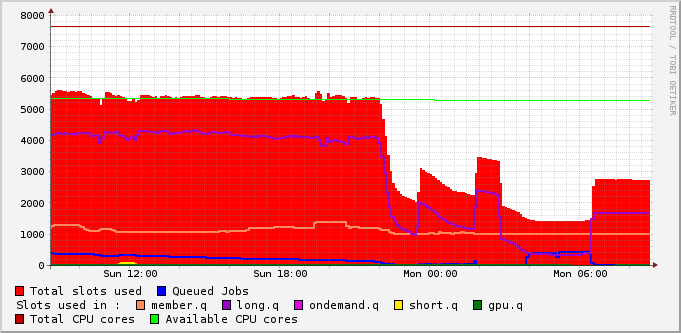 8000
7000
6000
5000
4000
3000
2000
1000
0
Sun 12:00 Sun 18:00 Mon 00:00 Mon 06:00
Total slots used Queued Jobs
Slots used in : member.q long.q ondemand.q short.q gpu.q
Total CPU cores Available CPU cores
RRDTOOL / TOBI OETIKER